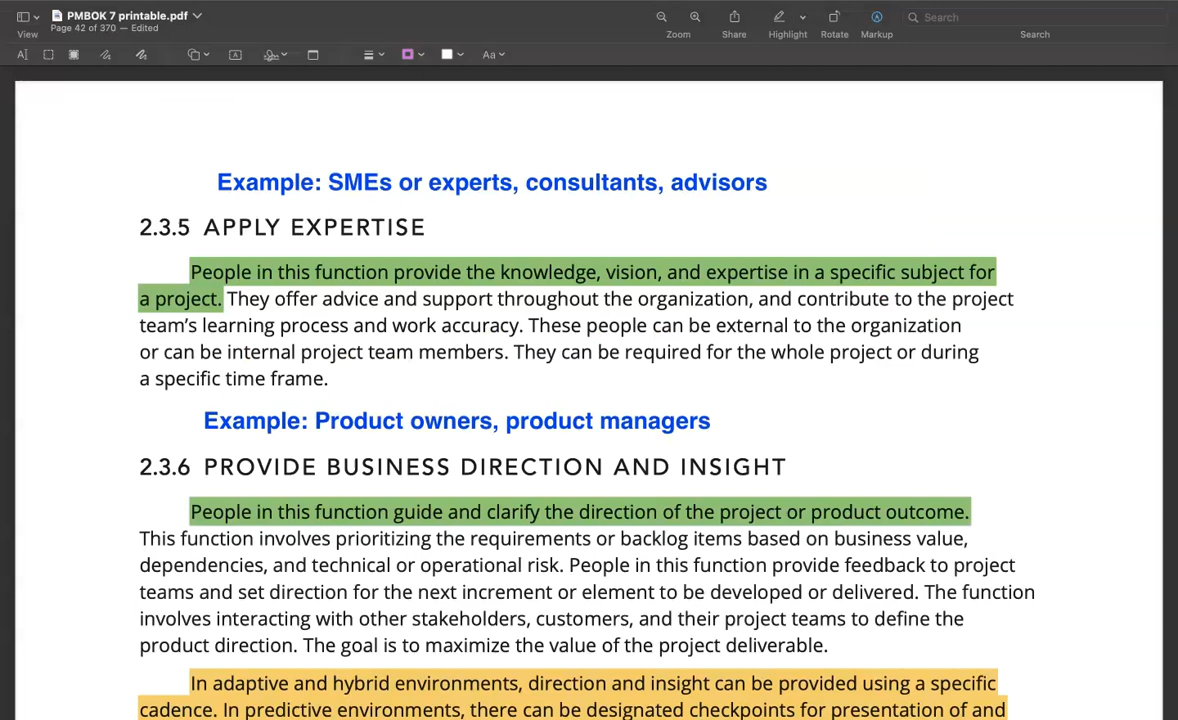 PMBOK 7 printable.pdf
Page 42 of 370 — Edited
View
Zoom
Share
Highlight
Rotate
Markup
Search
Search
A
Aa
Example: SMEs or experts, consultants, advisors
2.3.5 APPLY EXPERTISE
People in this function provide the knowledge, vision, and expertise in a specific subject for
a project. They offer advice and support throughout the organization, and contribute to the project
team’s learning process and work accuracy. These people can be external to the organization
or can be internal project team members. They can be required for the whole project or during
a specific time frame.
Example: Product owners, product managers
2.3.6 PROVIDE BUSINESS DIRECTION AND INSIGHT
People in this function guide and clarify the direction of the project or product outcome.
This function involves prioritizing the requirements or backlog items based on business value,
dependencies, and technical or operational risk. People in this function provide feedback to project
teams and set direction for the next increment or element to be developed or delivered. The function
involves interacting with other stakeholders, customers, and their project teams to define the
product direction. The goal is to maximize the value of the project deliverable.
In adaptive and hybrid environments, direction and insight can be provided using a specific
cadence. In predictive environments, there can be designated checkpoints for presentation of and